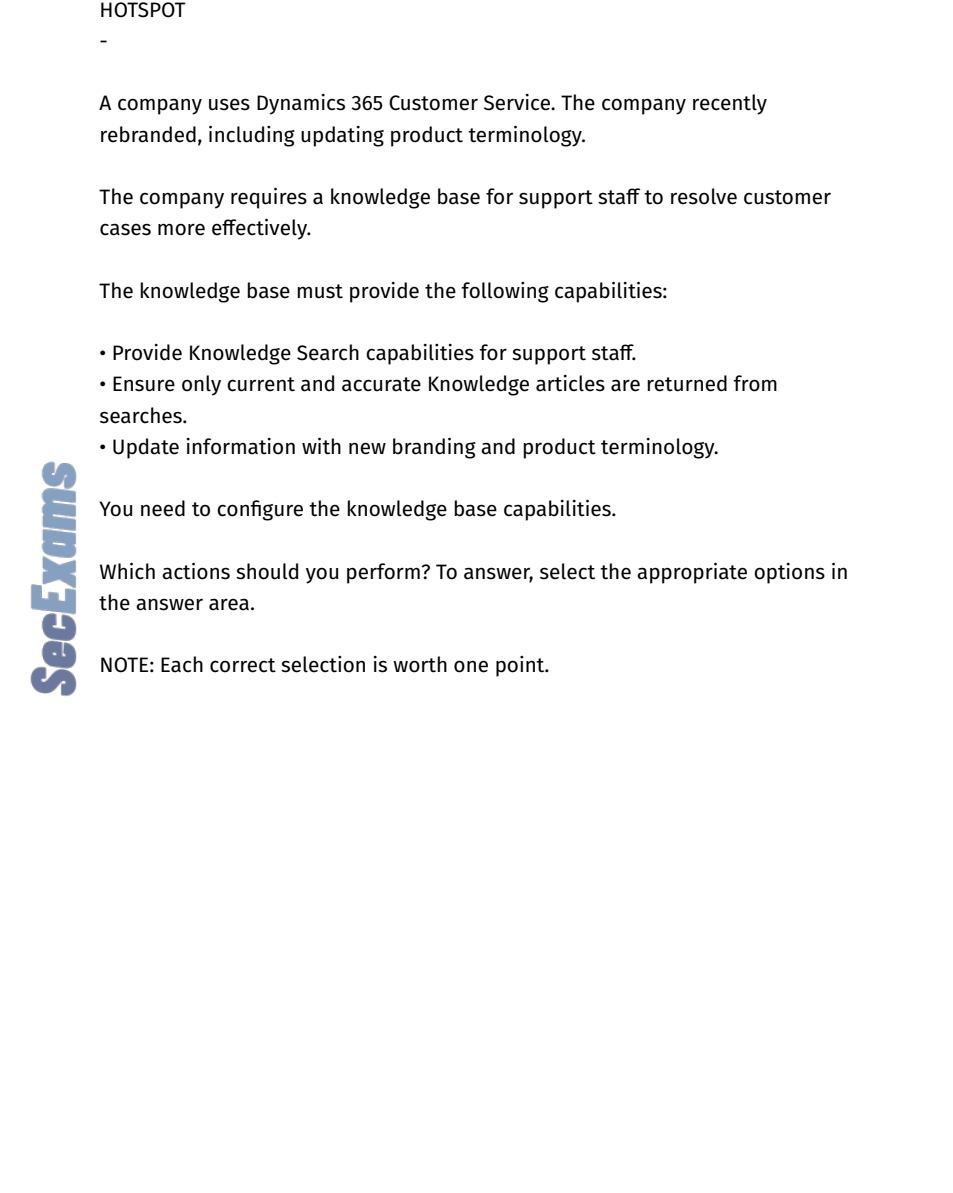 HOTSPOT
-
A company uses Dynamics 365 Customer Service. The company recently
rebranded, including updating product terminology.
The company requires a knowledge base for support staff to resolve customer
cases more effectively.
The knowledge base must provide the following capabilities:
• Provide Knowledge Search capabilities for support staff.
• Ensure only current and accurate Knowledge articles are returned from
searches.
• Update information with new branding and product terminology.
You need to configure the knowledge base capabilities.
Which actions should you perform? To answer, select the appropriate options in
the answer area.
NOTE: Each correct selection is worth one point.
SecExams